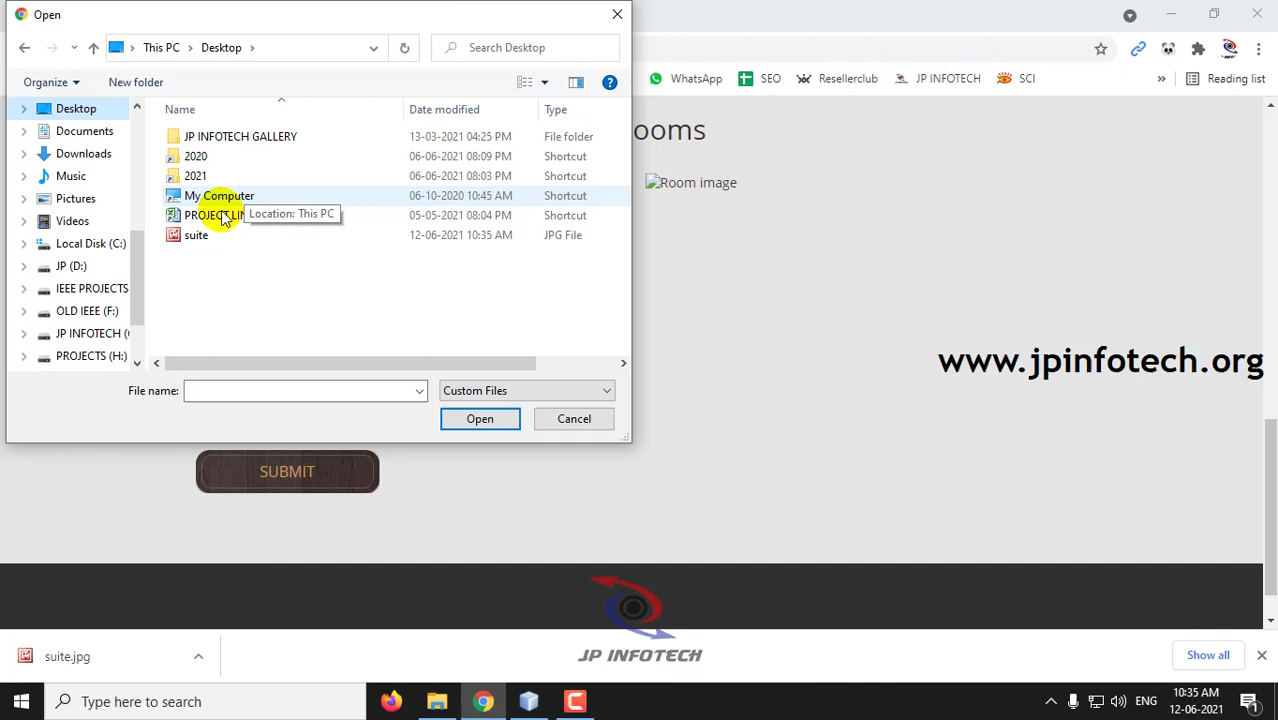 Open
This PC > Desktop >
Search Desktop
Organize
New folder
WhatsApp
SEO
Resellerclub
JP INFOTECH
SCI
»
Reading list
Name
Date modified
Type
Desktop
Documents
Downloads
Music
Pictures
Videos
Local Disk (C:)
JP (D:)
IEEE PROJECTS
OLD IEEE (F:)
JP INFOTECH (
PROJECTS (H:)
JP INFOTECH GALLERY 13-03-2021 04:25 PM File folder
2020 06-06-2021 08:09 PM Shortcut
2021 06-06-2021 08:03 PM Shortcut
My Computer 06-10-2020 10:45 AM Shortcut
PROJECT LIN 05-05-2021 08:04 PM Shortcut
Location: This PC
suite 12-06-2021 10:35 AM JPG File
File name:
Custom Files
Open
Cancel
ooms
Room image
www.jpinfotech.org
SUBMIT
JP INFOTECH
suite.jpg
Show all
Type here to search
ENG
10:35 AM
12-06-2021
1